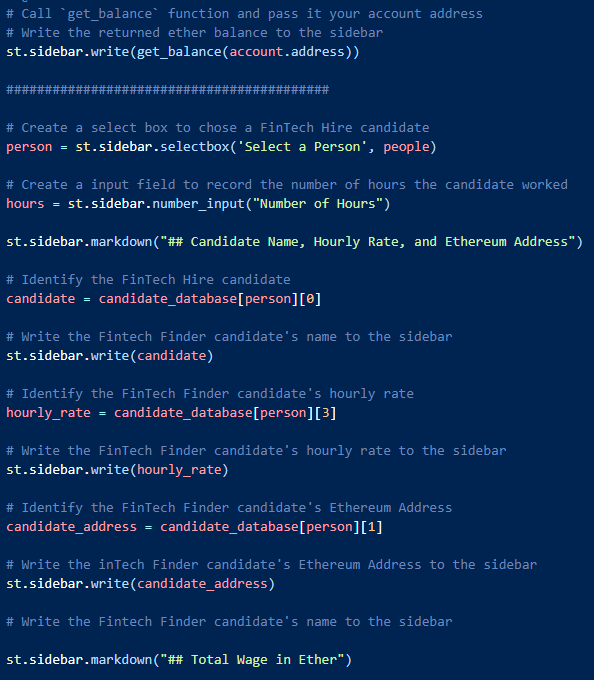 # Call `get_balance` function and pass it your account address
# Write the returned ether balance to the sidebar
st.sidebar.write(get_balance(account.address))
##########################################
# Create a select box to chose a FinTech Hire candidate
person = st.sidebar.selectbox('Select a Person', people)
# Create a input field to record the number of hours the candidate worked
hours = st.sidebar.number_input("Number of Hours")
st.sidebar.markdown("## Candidate Name, Hourly Rate, and Ethereum Address")
# Identify the FinTech Hire candidate
candidate = candidate_database[person][0]
# Write the Fintech Finder candidate's name to the sidebar
st.sidebar.write(candidate)
# Identify the FinTech Finder candidate's hourly rate
hourly_rate = candidate_database[person][3]
# Write the FinTech Finder candidate's hourly rate to the sidebar
st.sidebar.write(hourly_rate)
# Identify the FinTech Finder candidate's Ethereum Address
candidate_address = candidate_database[person][1]
# Write the inTech Finder candidate's Ethereum Address to the sidebar
st.sidebar.write(candidate_address)
# Write the Fintech Finder candidate's name to the sidebar
st.sidebar.markdown("## Total Wage in Ether")